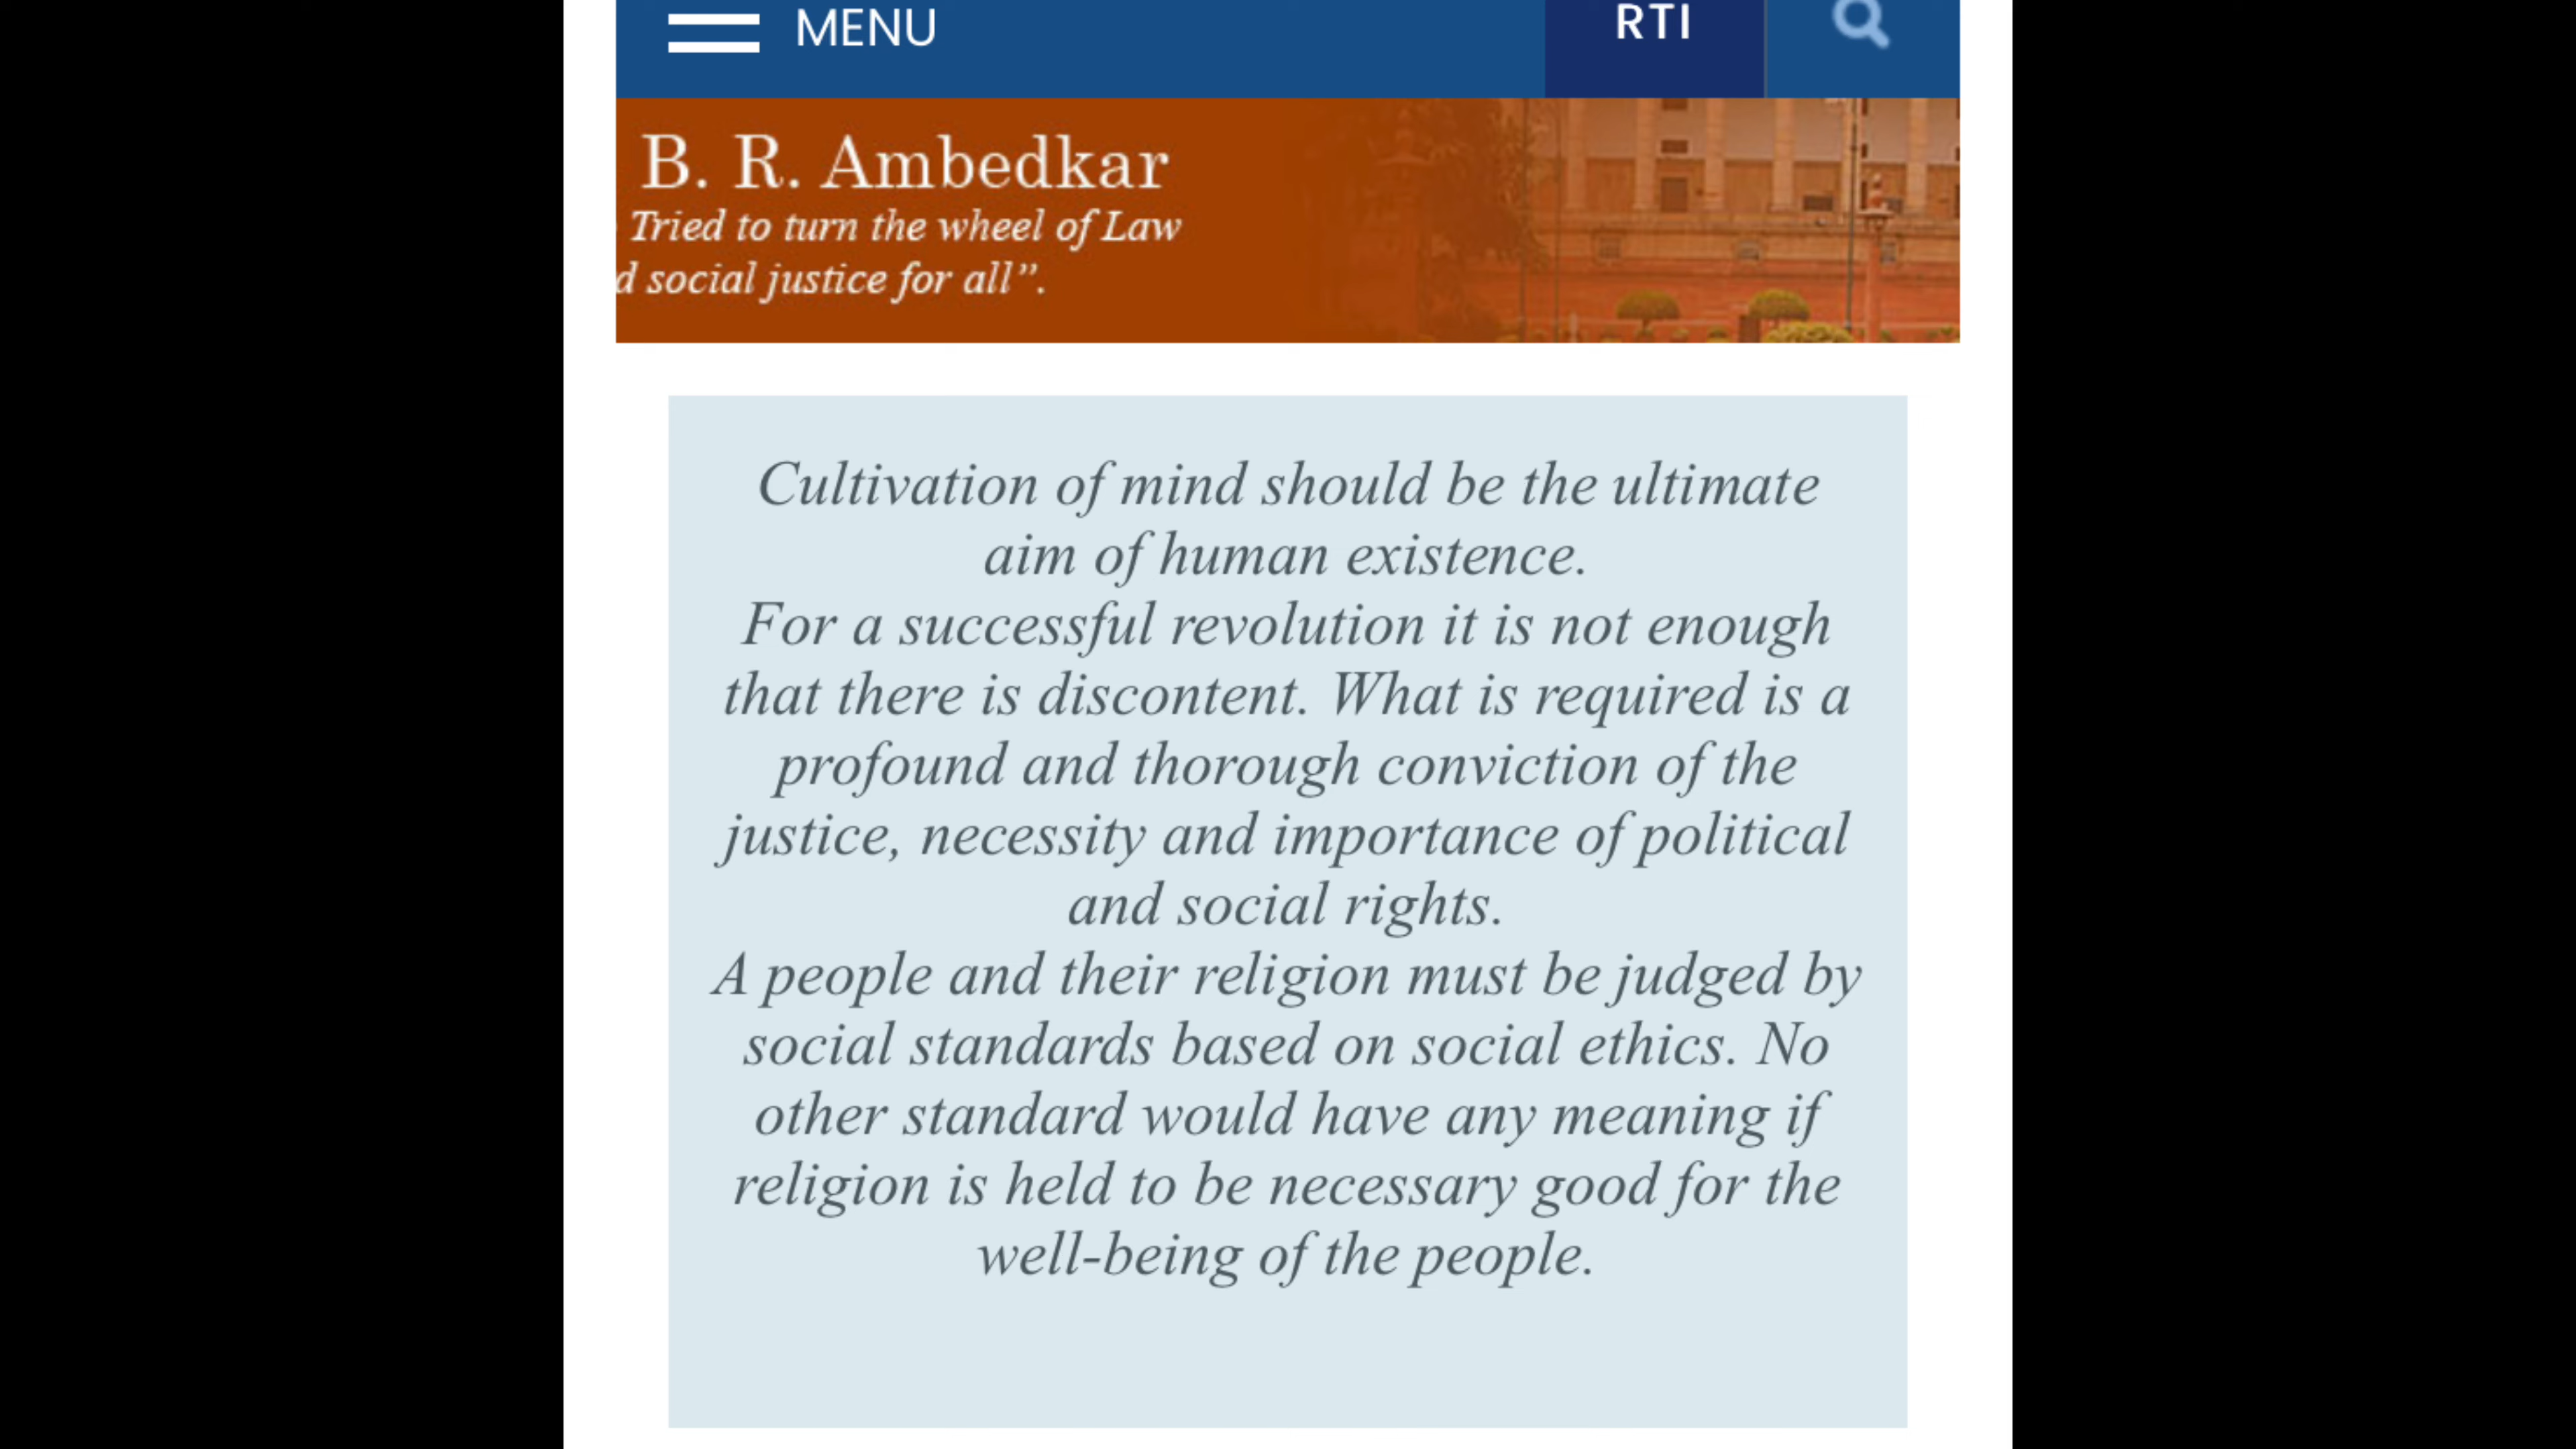 MENU
RTI
B. R. Ambedkar
Tried to turn the wheel of Law
d social justice for all”.
Cultivation of mind should be the ultimate
aim of human existence.
For a successful revolution it is not enough
that there is discontent. What is required is a
profound and thorough conviction of the
justice, necessity and importance of political
and social rights.
A people and their religion must be judged by
social standards based on social ethics. No
other standard would have any meaning if
religion is held to be necessary good for the
well-being of the people.